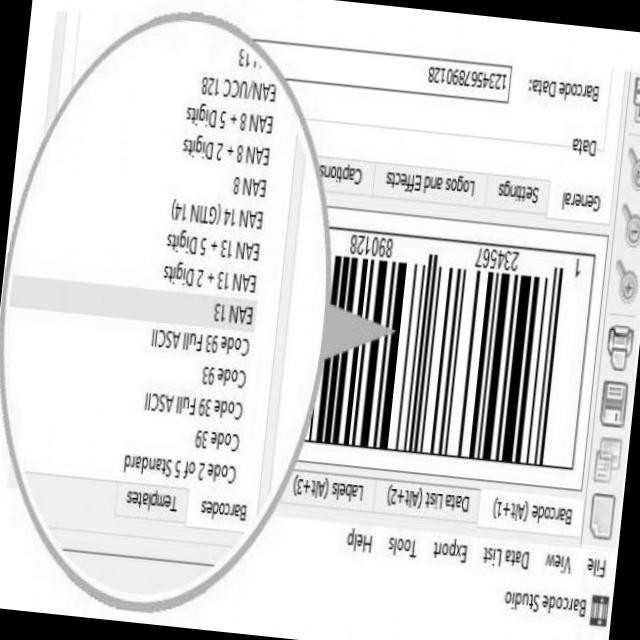 Barcode Studio
File View Data List Export Tools Help
Barcode (Alt+1) Data List (Alt+2) Labels (Alt+3)
1 234567 890128
General Settings Logos and Effects Captions
Data
Barcode Data: 1234567890128
Barcodes Templates
Code 2 of 5 Standard
Code 39
Code 39 Full ASCII
Code 93
Code 93 Full ASCII
EAN 13
EAN 13 + 2 Digits
EAN 13 + 5 Digits
EAN 14 (GTIN 14)
EAN 8
EAN 8 + 2 Digits
EAN 8 + 5 Digits
EAN/UCC 128
13